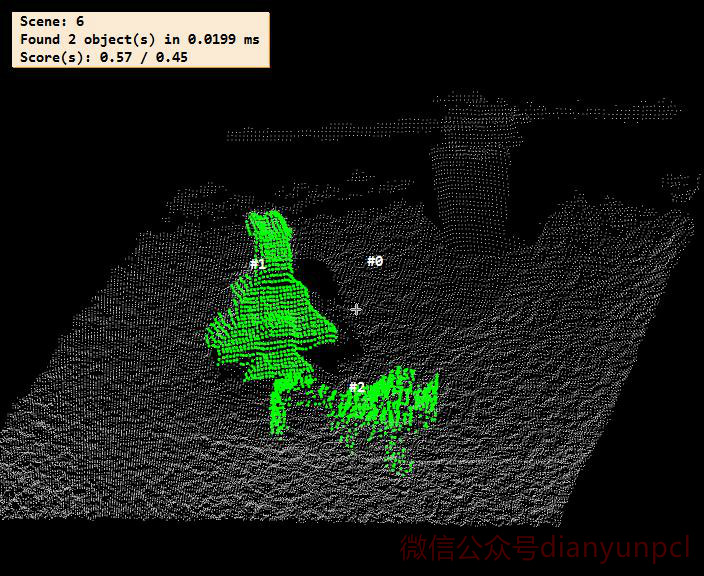 Scene: 6
Found 2 object(s) in 0.0199 ms
Score(s): 0.57 / 0.45
#1
#0
#2
微信公众号dianyunpcl